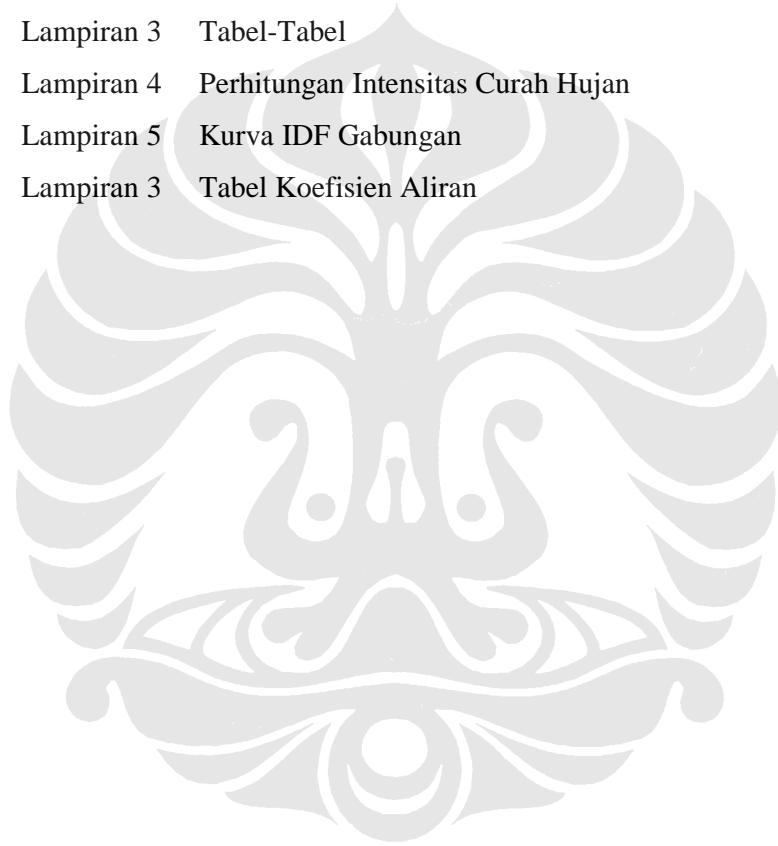 Lampiran 3 Tabel-Tabel
Lampiran 4 Perhitungan Intensitas Curah Hujan
Lampiran 5 Kurva IDF Gabungan
Lampiran 3 Tabel Koefisien Aliran